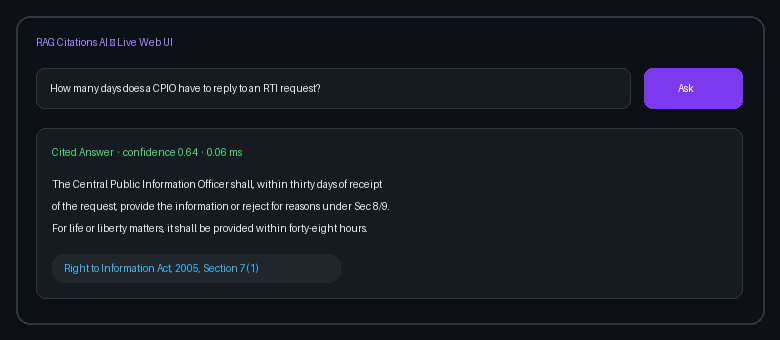 RAG Citations AI □ Live Web UI
How many days does a CPIO have to reply to an RTI request?
Ask
Cited Answer · confidence 0.64 · 0.06 ms
The Central Public Information Officer shall, within thirty days of receipt
of the request, provide the information or reject for reasons under Sec 8/9.
For life or liberty matters, it shall be provided within forty-eight hours.
Right to Information Act, 2005, Section 7(1)